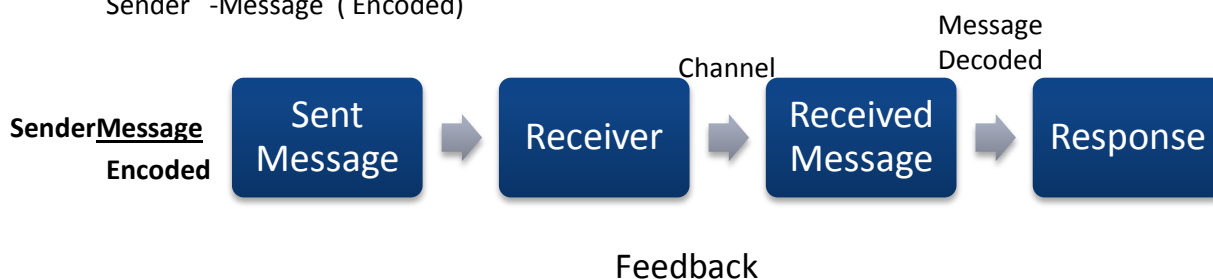 Sender -Message ( Encoded)
Message
Decoded
Channel
SenderMessage
Encoded
Sent
Message
Receiver
Received
Message
Response
Feedback